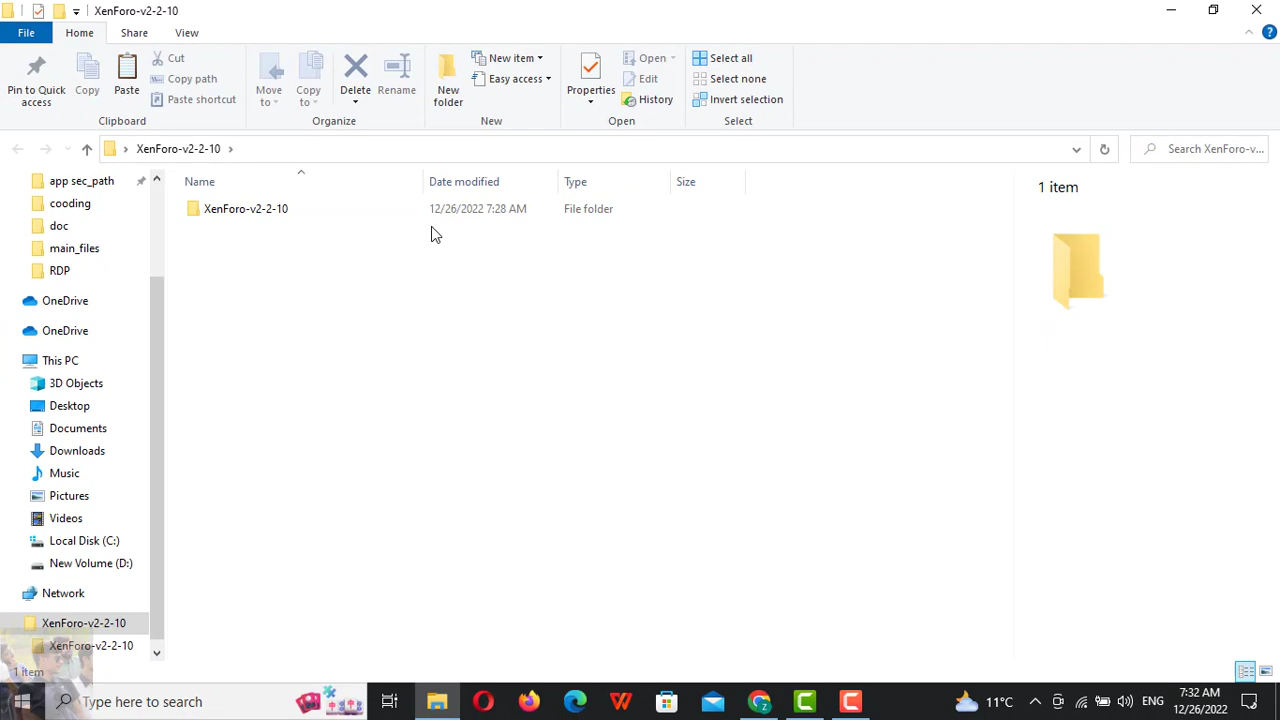 XenForo-v2-2-10
File Home Share View
Pin to Quick access
Copy
Paste
Cut
Copy path
Paste shortcut
Clipboard
Move to
Copy to
Delete
Rename
Organize
New folder
New item
Easy access
New
Properties
Open
Edit
History
Open
Select all
Select none
Invert selection
Select
XenForo-v2-2-10
Search XenForo-v...
Name Date modified Type Size
XenForo-v2-2-10 12/26/2022 7:28 AM File folder
1 item
app sec_path
cooding
doc
main_files
RDP
OneDrive
OneDrive
This PC
3D Objects
Desktop
Documents
Downloads
Music
Pictures
Videos
Local Disk (C:)
New Volume (D:)
Network
XenForo-v2-2-10
XenForo-v2-2-10
1 item
Type here to search
11°C
ENG
7:32 AM
12/26/2022